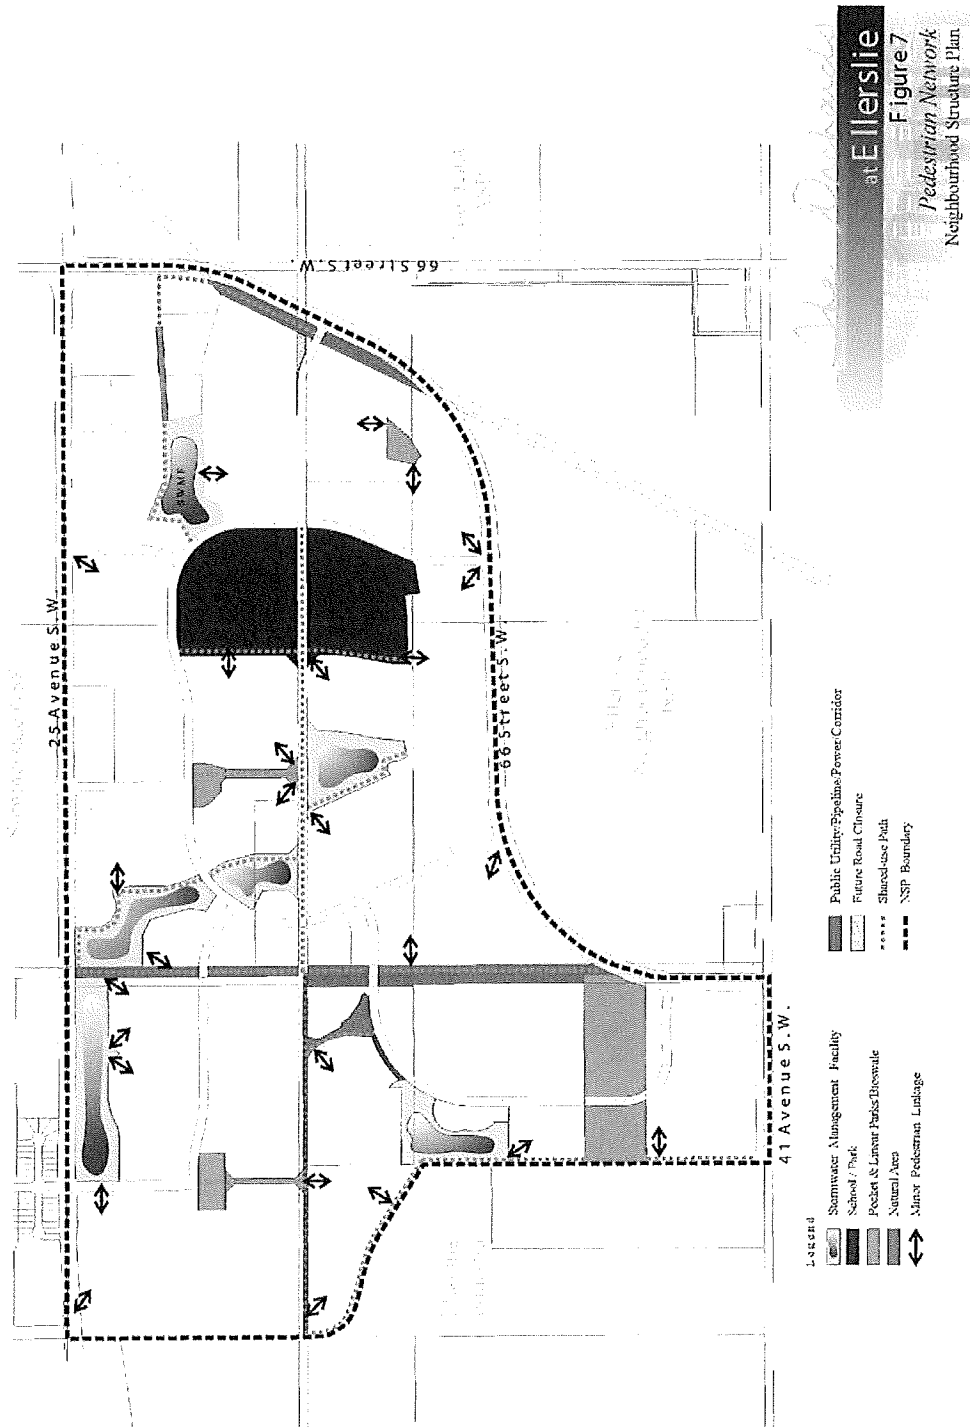 at Ellerslie
Figure 7
Pedestrian Network
Neighbourhood Structure Plan
25 Avenue S.W.
66 Street S.W.
66 Street S.W.
41 Avenue S.W.
SWMF
Legend
Stormwater Management Facility
School / Park
Pocket & Linear Parks/Bioswale
Natural Area
Minor Pedestrian Linkage
Public Utility/Pipeline/Power Corridor
Future Road Closure
Shared-use Path
NSP Boundary